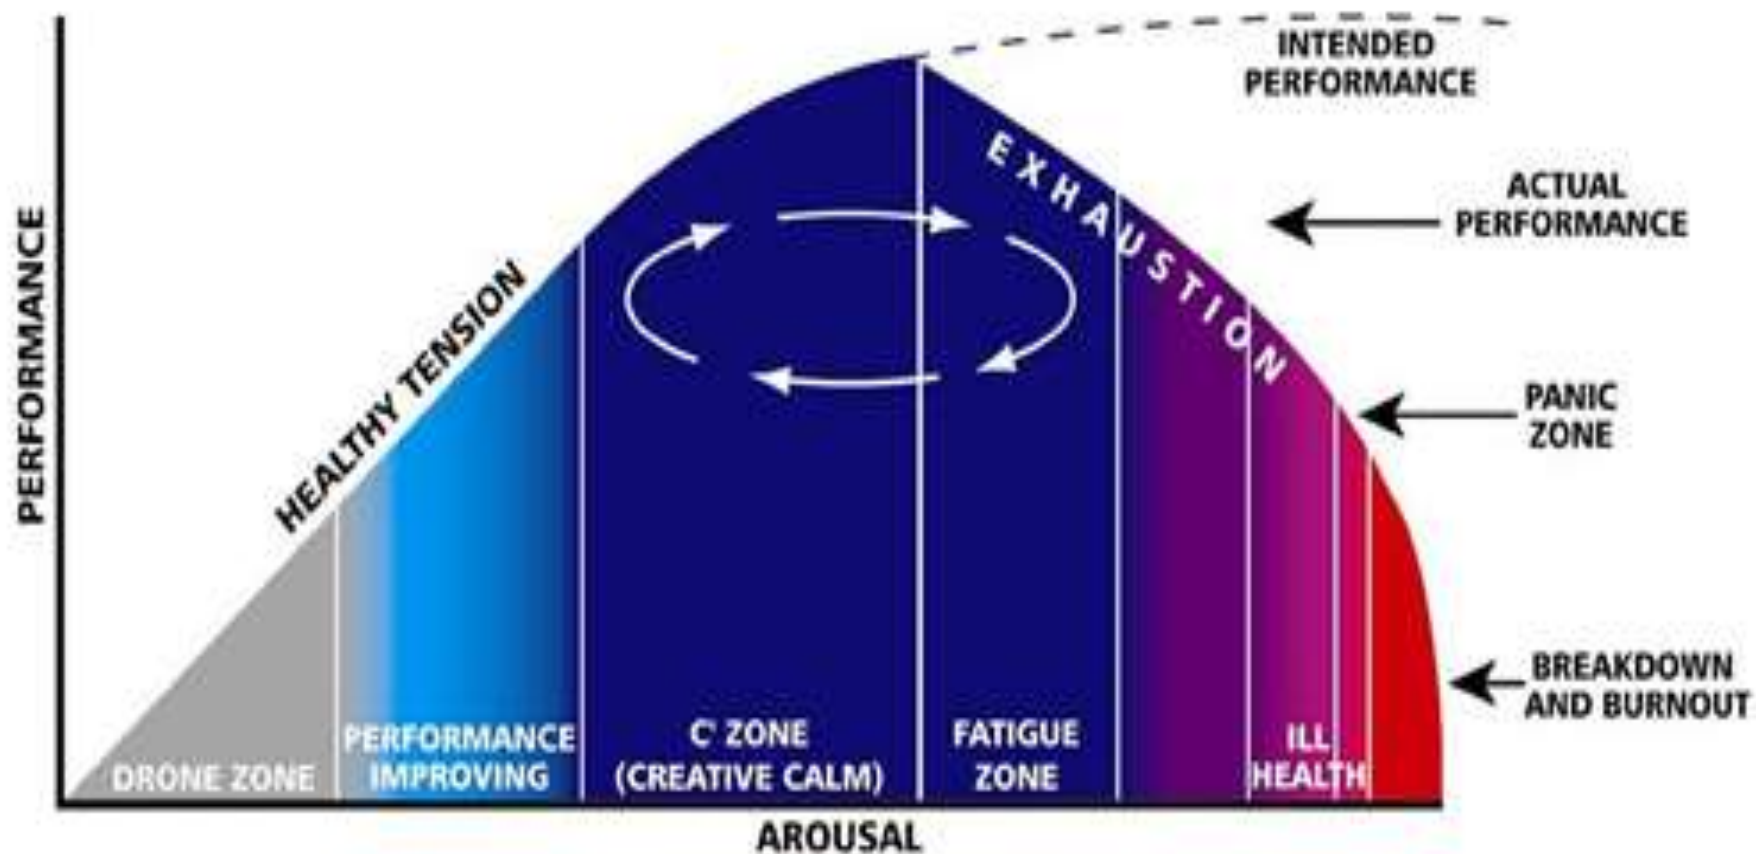 INTENDED
PERFORMANCE
EXHAUSTION
ACTUAL
PERFORMANCE
PERFORMANCE
HEALTHY TENSION
PANIC
ZONE
BREAKDOWN
AND BURNOUT
DRONE ZONE
PERFORMANCE
IMPROVING
C' ZONE
(CREATIVE CALM)
FATIGUE
ZONE
ILL
HEALTH
AROUSAL